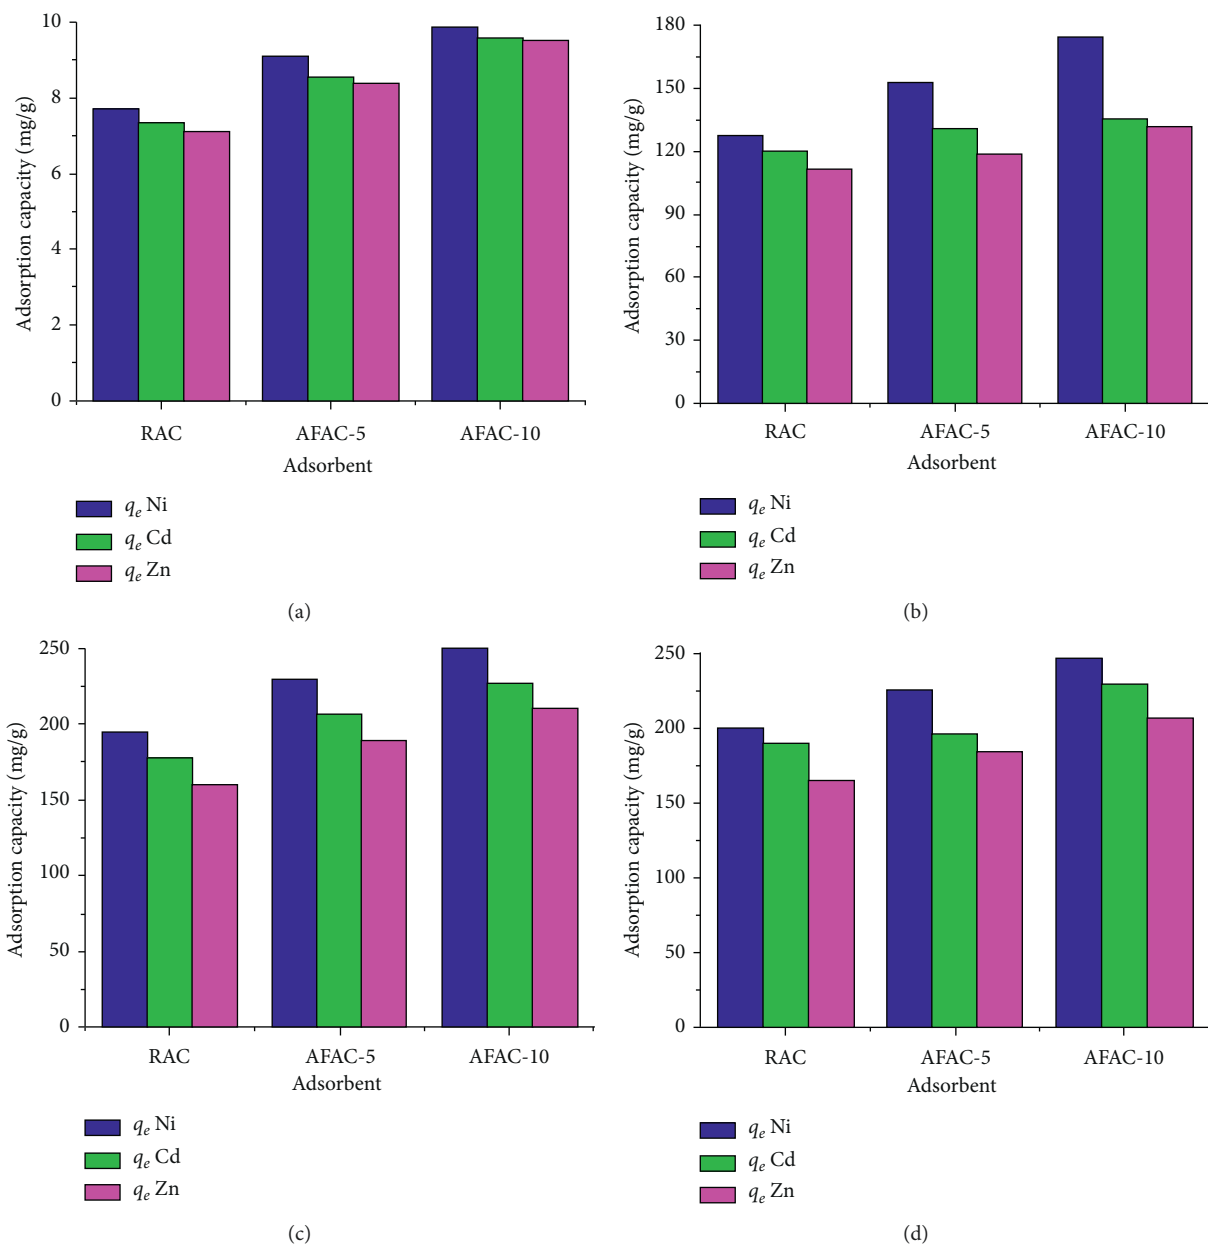 10
8
6
4
2
0
Adsorption capacity (mg/g)
RAC
AFAC-5
AFAC-10
Adsorbent
qe Ni
qe Cd
qe Zn
(a)
180
150
120
90
60
30
0
Adsorption capacity (mg/g)
RAC
AFAC-5
AFAC-10
Adsorbent
qe Ni
qe Cd
qe Zn
(b)
250
200
150
100
50
0
Adsorption capacity (mg/g)
RAC
AFAC-5
AFAC-10
Adsorbent
qe Ni
qe Cd
qe Zn
(c)
250
200
150
100
50
0
Adsorption capacity (mg/g)
RAC
AFAC-5
AFAC-10
Adsorbent
qe Ni
qe Cd
qe Zn
(d)